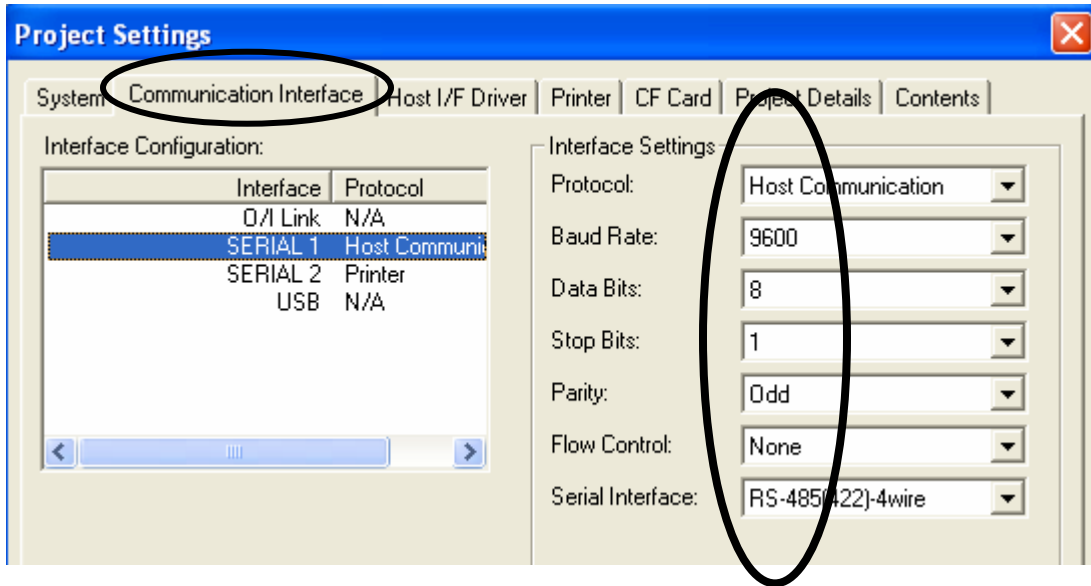 Project Settings
System Communication Interface Host I/F Driver Printer CF Card Project Details Contents
Interface Configuration:
Interface Protocol
O/I Link N/A
SERIAL 1 Host Communi
SERIAL 2 Printer
USB N/A
Interface Settings
Protocol: Host Communication
Baud Rate: 9600
Data Bits: 8
Stop Bits: 1
Parity: Odd
Flow Control: None
Serial Interface: RS-485(422)-4wire